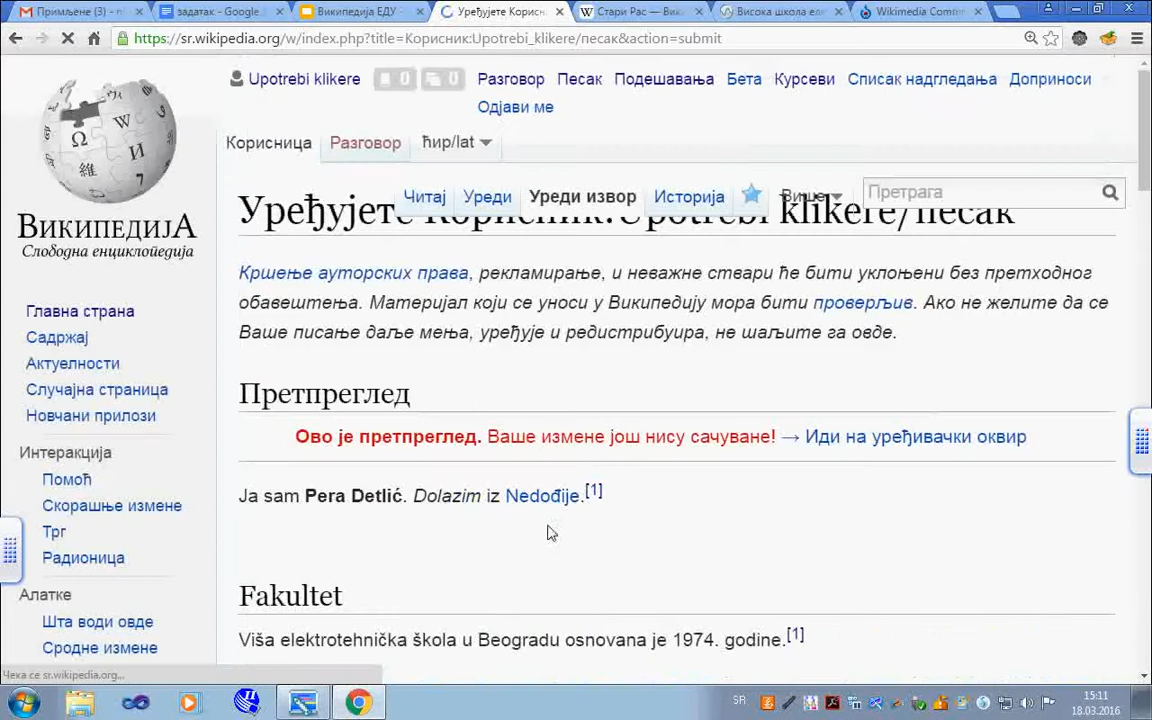 Примљене (3) - n
задатак - Google
Википедија ЕДУ -
Уређујете Корисн
Стари Рас — Вик
Висока школа еле
Wikimedia Comm
https://sr.wikipedia.org/w/index.php?title=Корисник:Upotrebi_klikere/песак&action=submit
Upotrebi klikere 0 0 Разговор Песак Подешавања Бета Курсеви Списак надгледања Доприноси
Одјави ме
Корисница Разговор ћир/lat
Читај Уреди Уреди извор Историја Више Претрага
Уређујете Корисник:Upotrebi klikere/песак
ВикипедијА
Слободна енциклопедија
Кршење ауторских права, рекламирање, и неважне ствари ће бити уклоњени без претходног
обавештења. Материјал који се уноси у Википедију мора бити проверљив. Ако не желите да се
Ваше писање даље мења, уређује и редистрибуира, не шаљите га овде.
Главна страна
Садржај
Актуелности
Случајна страница
Новчани прилози
Интеракција
Помоћ
Скорашње измене
Трг
Радионица
Алатке
Шта води овде
Сродне измене
Претпреглед
Ово је претпреглед. Ваше измене још нису сачуване! → Иди на уређивачки оквир
Ja sam Pera Detlić. Dolazim iz Nedođije.[1]
Fakultet
Viša elektrotehnička škola u Beogradu osnovana je 1974. godine.[1]
Чека се sr.wikipedia.org...
SR
15:11
18.03.2016